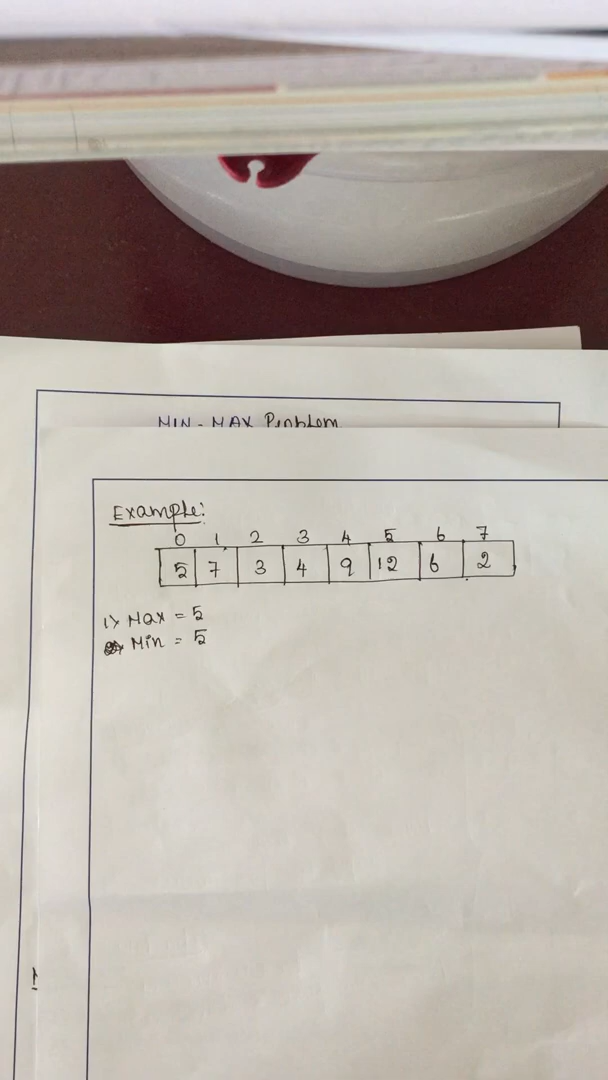 MIN - MAX Problem
Example:
0 1 2 3 4 5 6 7
5 7 3 4 9 12 6 2
1) Max = 5
Min = 5